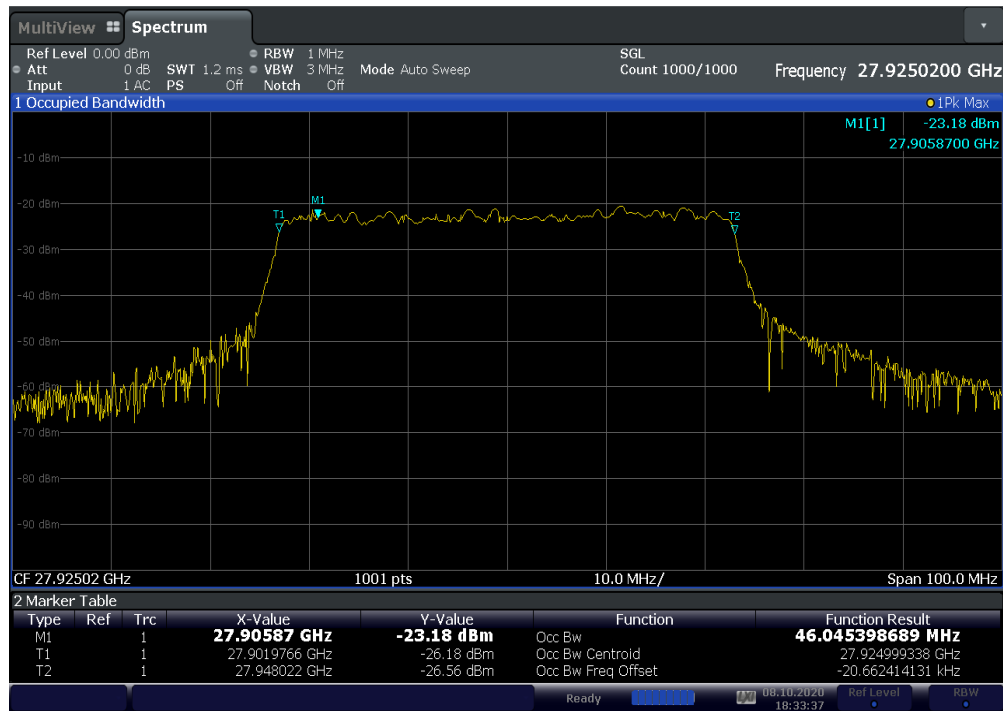 MultiView Spectrum
Ref Level 0.00 dBm RBW 1 MHz SGL
Att 0 dB SWT 1.2 ms VBW 3 MHz Mode Auto Sweep Count 1000/1000 Frequency 27.9250200 GHz
Input 1 AC PS Off Notch Off
1 Occupied Bandwidth 1Pk Max
M1[1] -23.18 dBm
27.9058700 GHz
-10 dBm
M1
-20 dBm
T1 T2
-30 dBm
-40 dBm
-50 dBm
-60 dBm
-70 dBm
-80 dBm
-90 dBm
CF 27.92502 GHz 1001 pts 10.0 MHz/ Span 100.0 MHz
2 Marker Table
Type Ref Trc X-Value Y-Value Function Function Result
M1 1 27.90587 GHz -23.18 dBm Occ Bw 46.045398689 MHz
T1 1 27.9019766 GHz -26.18 dBm Occ Bw Centroid 27.924999338 GHz
T2 1 27.948022 GHz -26.56 dBm Occ Bw Freq Offset -20.662414131 kHz
Ready LXI 08.10.2020 Ref Level RBW
18:33:37